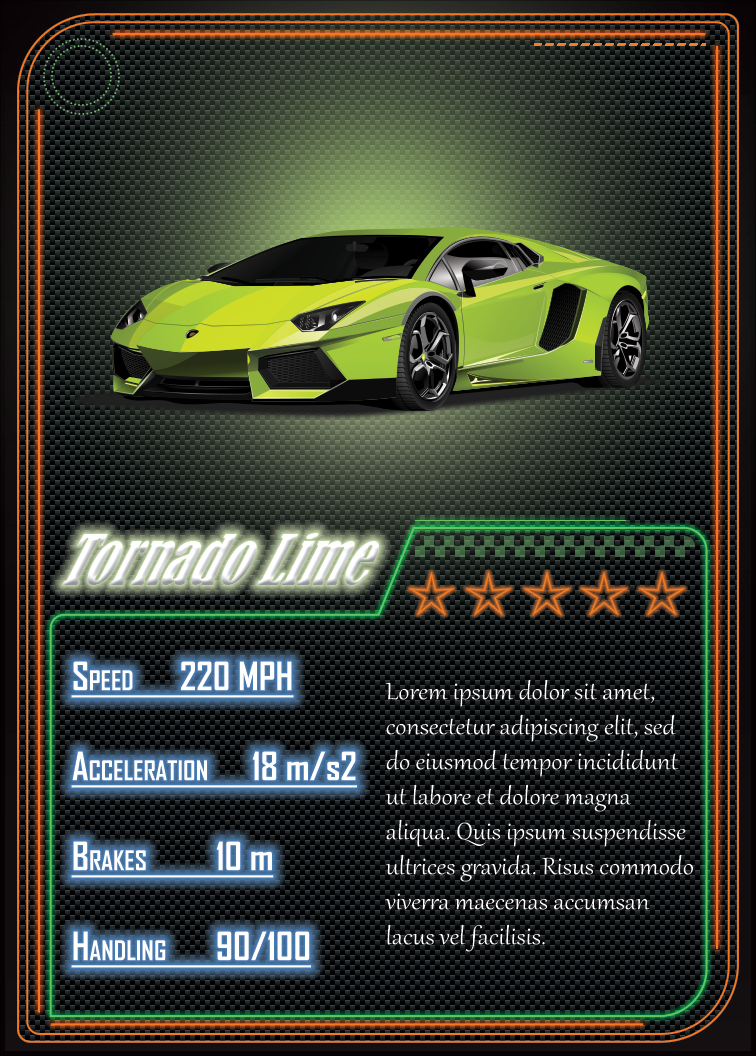 Tornado Lime
Speed 220 MPH
Acceleration 18 m/s2
Brakes 10 m
Handling 90/100
Lorem ipsum dolor sit amet,
consectetur adipiscing elit, sed
do eiusmod tempor incididunt
ut labore et dolore magna
aliqua. Quis ipsum suspendisse
ultrices gravida. Risus commodo
viverra maecenas accumsan
lacus vel facilisis.